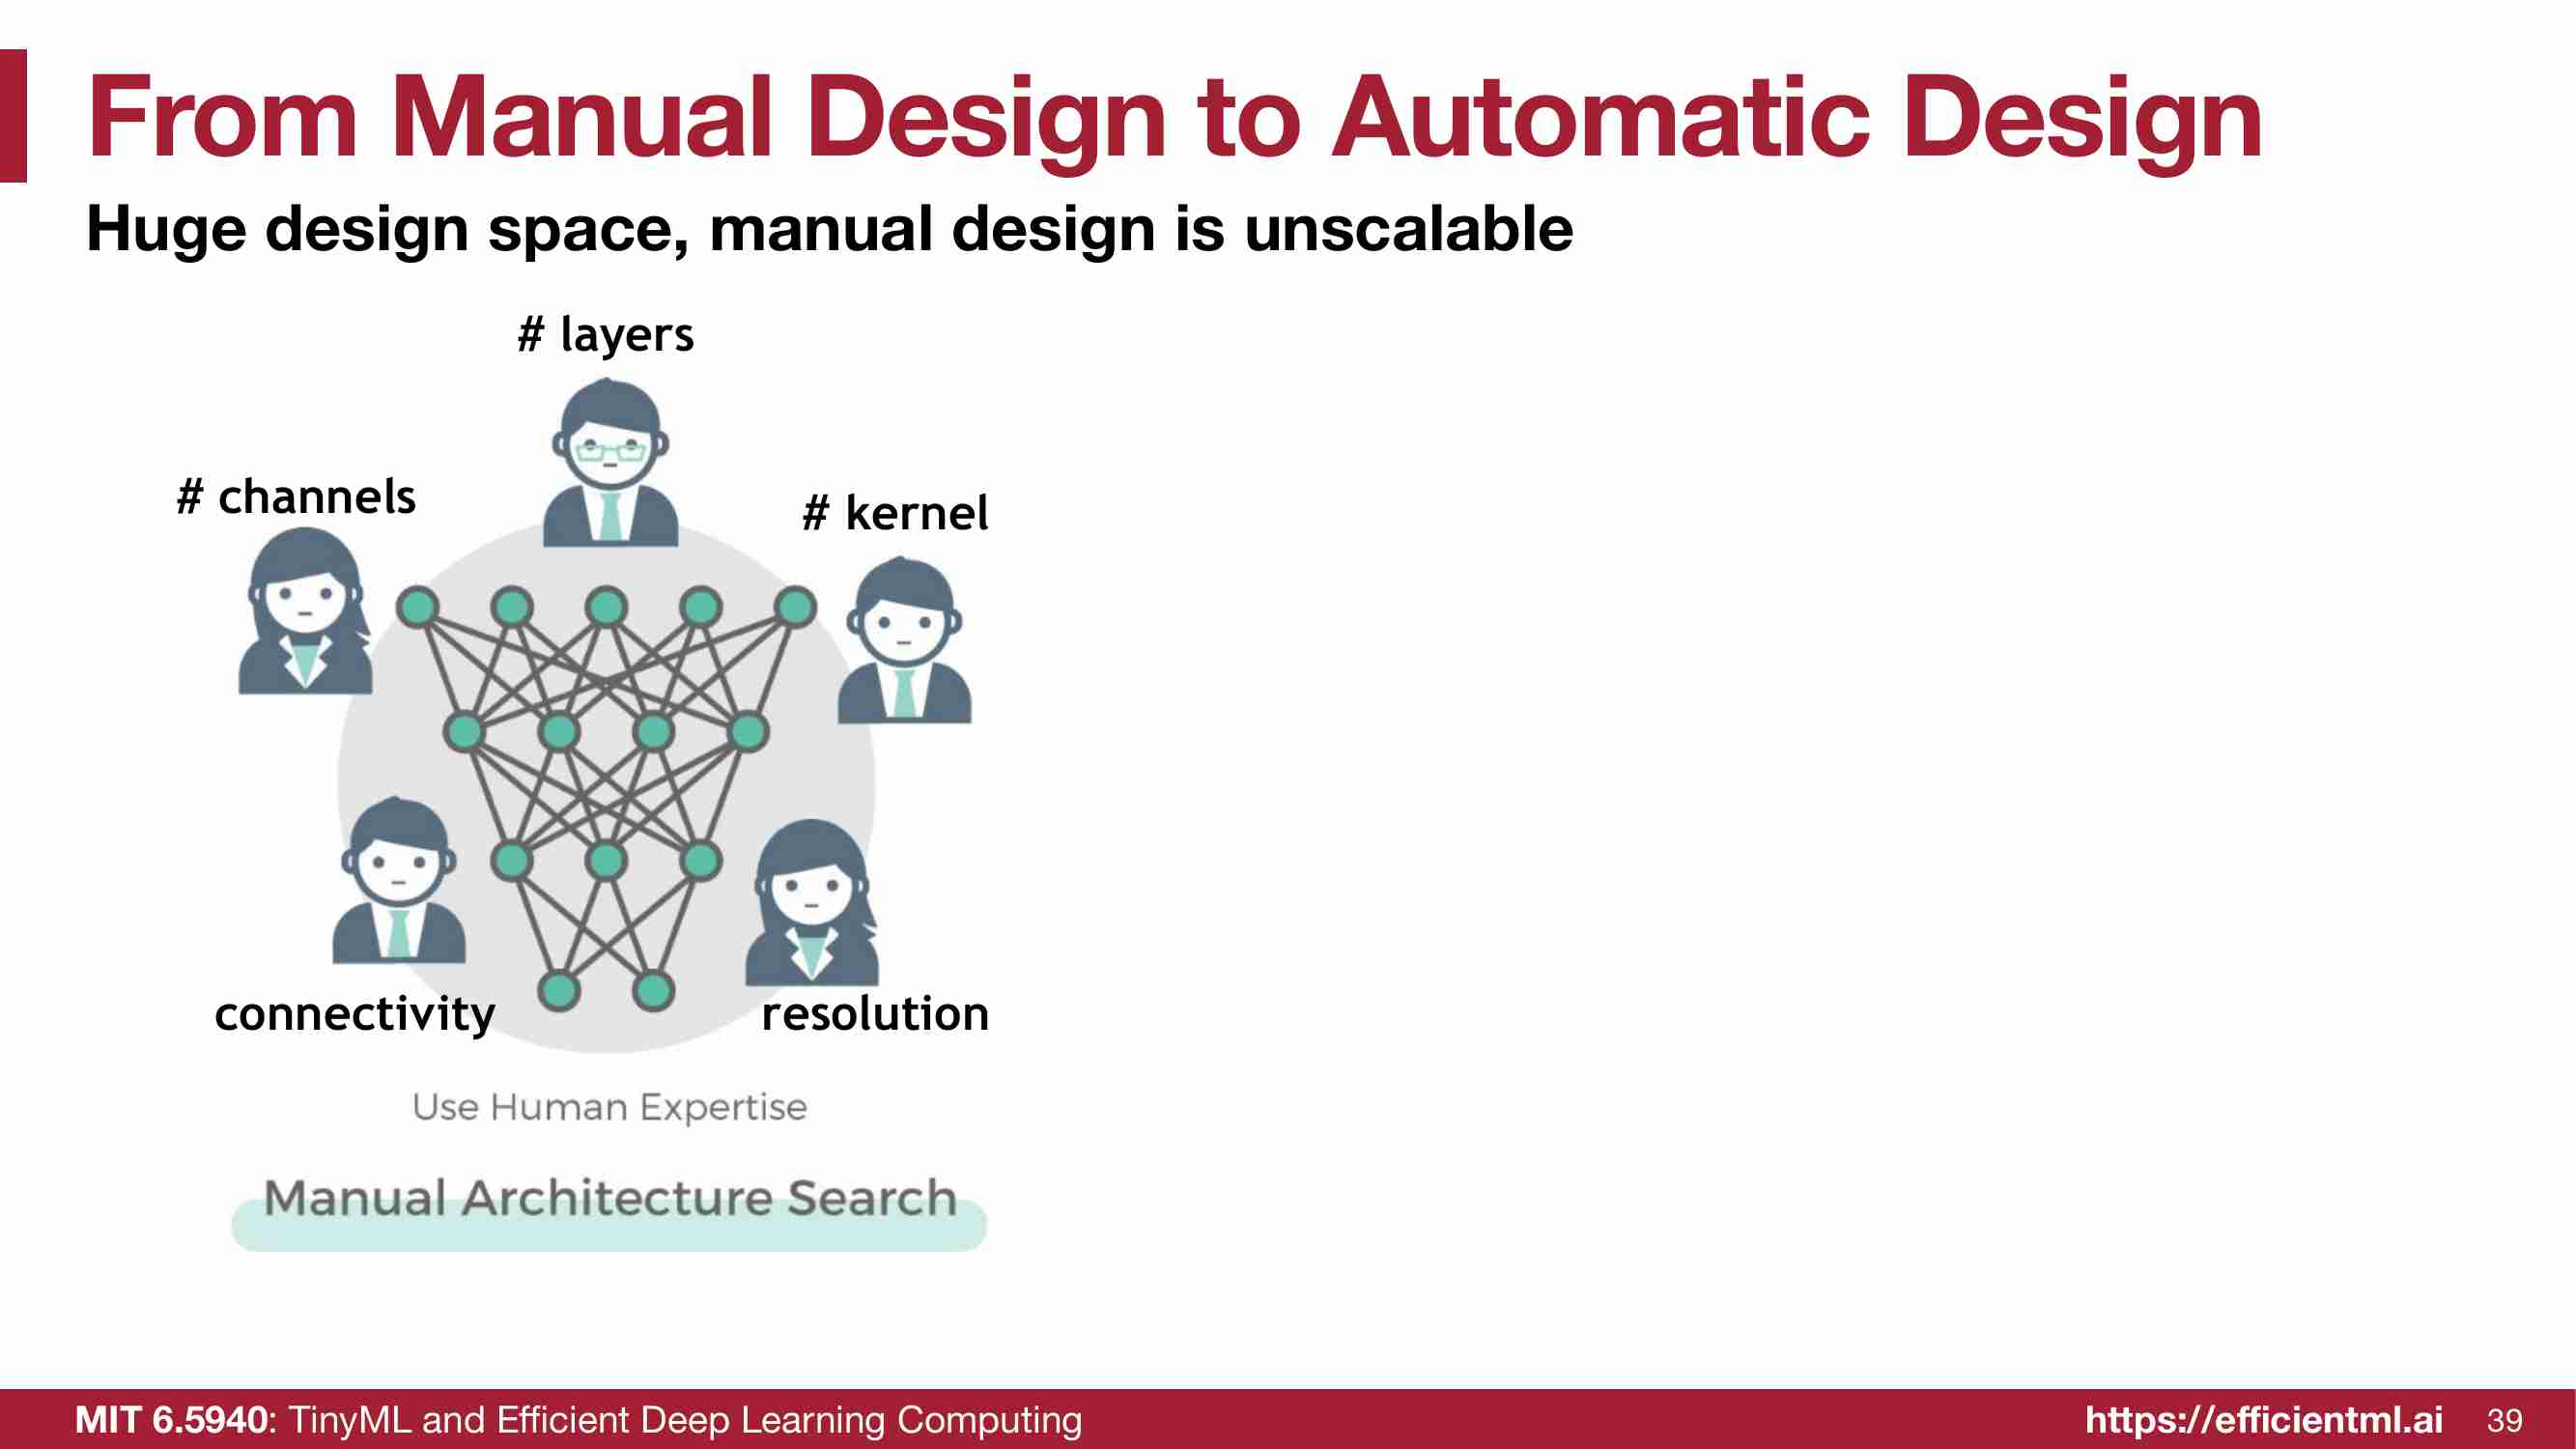 From Manual Design to Automatic Design
Huge design space, manual design is unscalable
# layers
# channels
# kernel
connectivity
resolution
Use Human Expertise
Manual Architecture Search
MIT 6.5940: TinyML and Efficient Deep Learning Computing
https://efficientml.ai
39